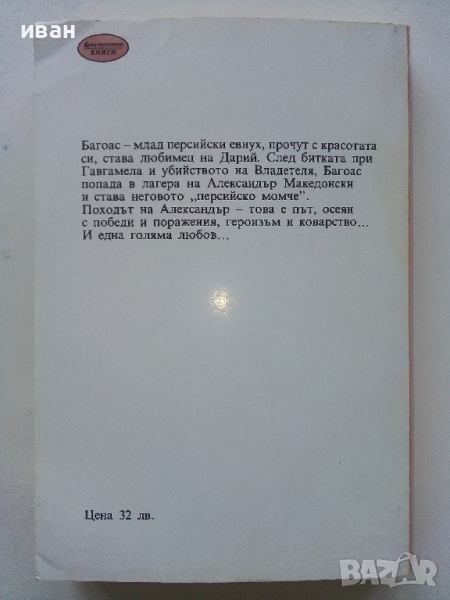 иван
КНИГИ
Багоас – млад персийски евнух, прочут с красотата
си, става любимец на Дарий. След битката при
Гавгамела и убийството на Владетеля, Багоас
попада в лагера на Александър Македонски
и става неговото „персийско момче".
Походът на Александър – това е път, осеян
с победи и поражения, героизъм и коварство...
И една голяма любов...
Цена 32 лв.
BAZAR